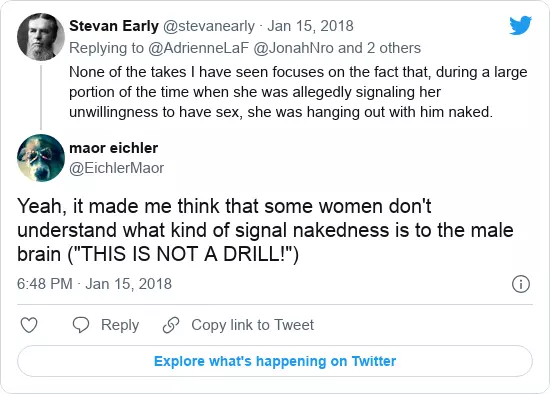 Stevan Early @stevanearly · Jan 15, 2018
Replying to @AdrienneLaF @JonahNro and 2 others
None of the takes I have seen focuses on the fact that, during a large
portion of the time when she was allegedly signaling her
unwillingness to have sex, she was hanging out with him naked.
maor eichler
@EichlerMaor
Yeah, it made me think that some women don't
understand what kind of signal nakedness is to the male
brain ("THIS IS NOT A DRILL!")
6:48 PM · Jan 15, 2018
Reply Copy link to Tweet
Explore what's happening on Twitter